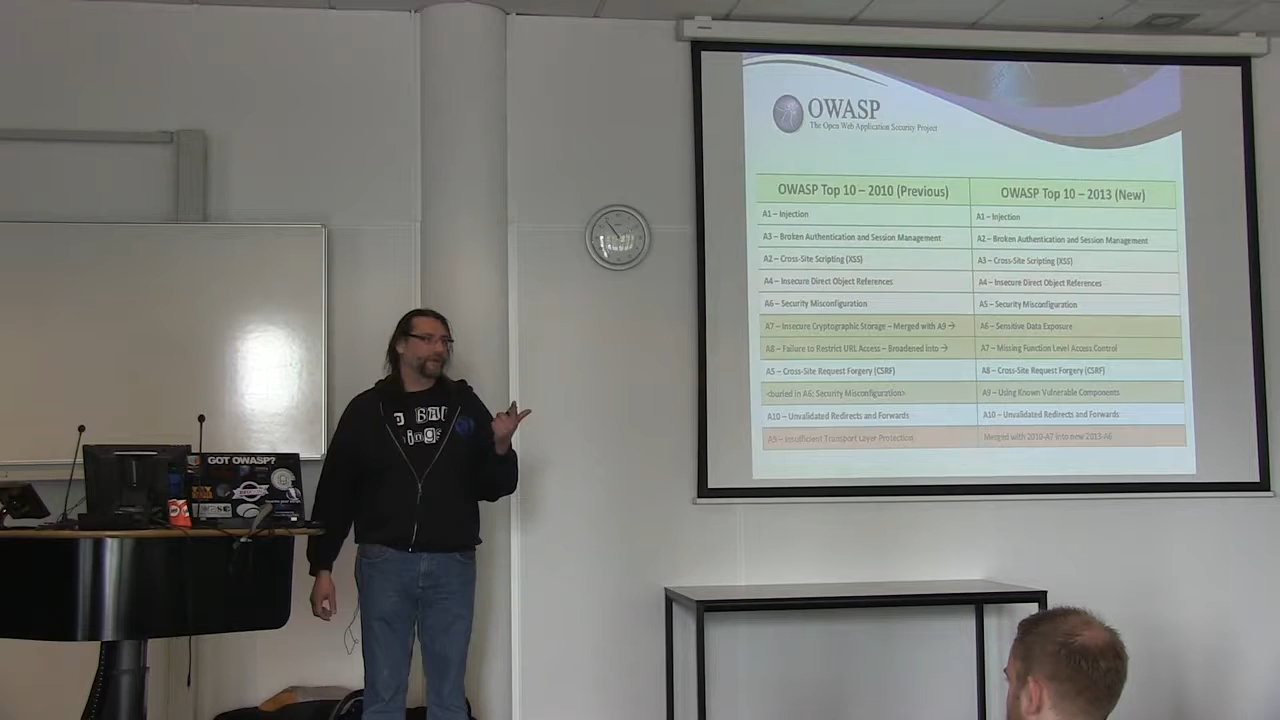 OWASP
The Open Web Application Security Project
OWASP Top 10 – 2010 (Previous)
OWASP Top 10 – 2013 (New)
A1 – Injection
A1 – Injection
A3 – Broken Authentication and Session Management
A2 – Broken Authentication and Session Management
A2 – Cross-Site Scripting (XSS)
A3 – Cross-Site Scripting (XSS)
A4 – Insecure Direct Object References
A4 – Insecure Direct Object References
A6 – Security Misconfiguration
A5 – Security Misconfiguration
A7 – Insecure Cryptographic Storage – Merged with A9 →
A6 – Sensitive Data Exposure
A8 – Failure to Restrict URL Access – Broadened into →
A7 – Missing Function Level Access Control
A5 – Cross-Site Request Forgery (CSRF)
A8 – Cross-Site Request Forgery (CSRF)
<buried in A6: Security Misconfiguration>
A9 – Using Known Vulnerable Components
A10 – Unvalidated Redirects and Forwards
A10 – Unvalidated Redirects and Forwards
A9 – Insufficient Transport Layer Protection
Merged with 2010-A7 into new 2013-A6
GOT OWASP?